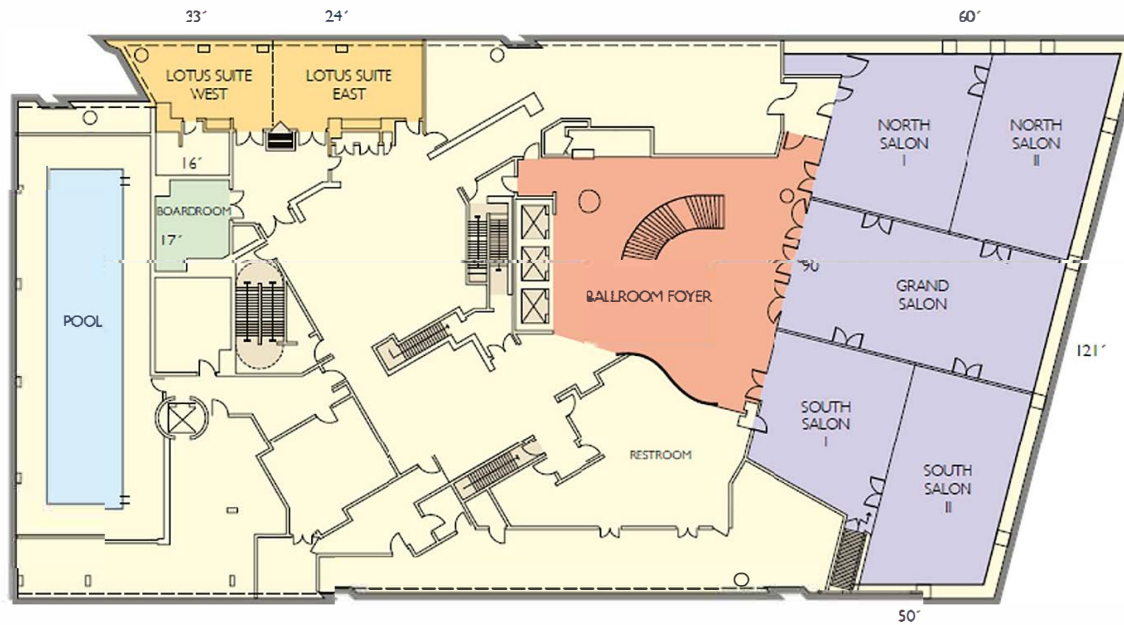 33´
24´
60´
LOTUS SUITE
WEST
LOTUS SUITE
EAST
NORTH
SALON
I
NORTH
SALON
II
16´
BOARDROOM
17´
90
GRAND
SALON
BALLROOM FOYER
POOL
121´
SOUTH
SALON
I
RESTROOM
SOUTH
SALON
II
50´